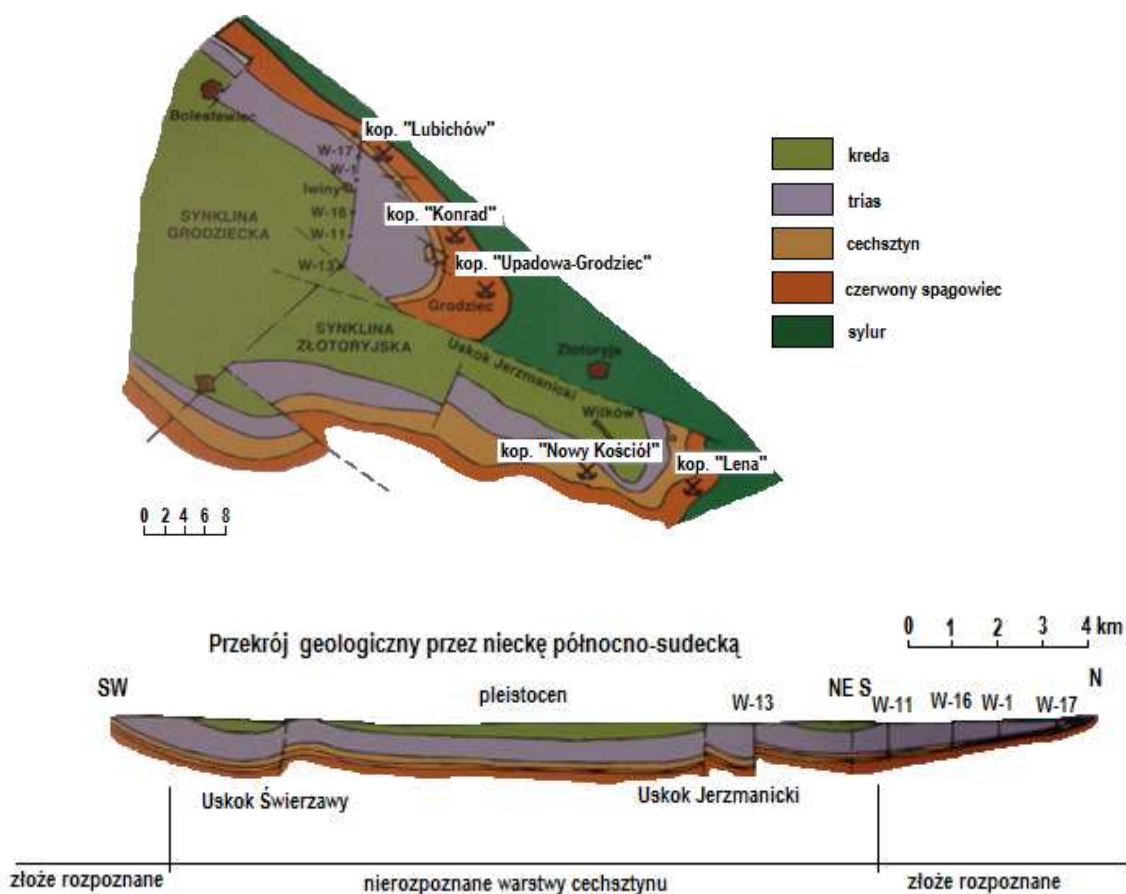 Bolesławiec
kop. "Lubichów"
W-17
W-1
Iwiny
kop. "Konrad"
SYNKLINA
GRODZIECKA
W-16
W-11
kop. "Upadowa-Grodziec"
W-13
Grodziec
SYNKLINA
ZŁOTORYJSKA
Uskok Jerzmanicki
Złotoryja
Wilków
kop. "Nowy Kościół"
kop. "Lena"
0 2 4 6 8
kreda
trias
cechsztyn
czerwony spągowiec
sylur
Przekrój geologiczny przez nieckę północno-sudecką
0 1 2 3 4 km
SW
pleistocen
W-13
NE S
W-11
W-16
W-1
W-17
N
Uskok Świerzawy
Uskok Jerzmanicki
złoże rozpoznane
nierozpoznane warstwy cechsztynu
złoże rozpoznane